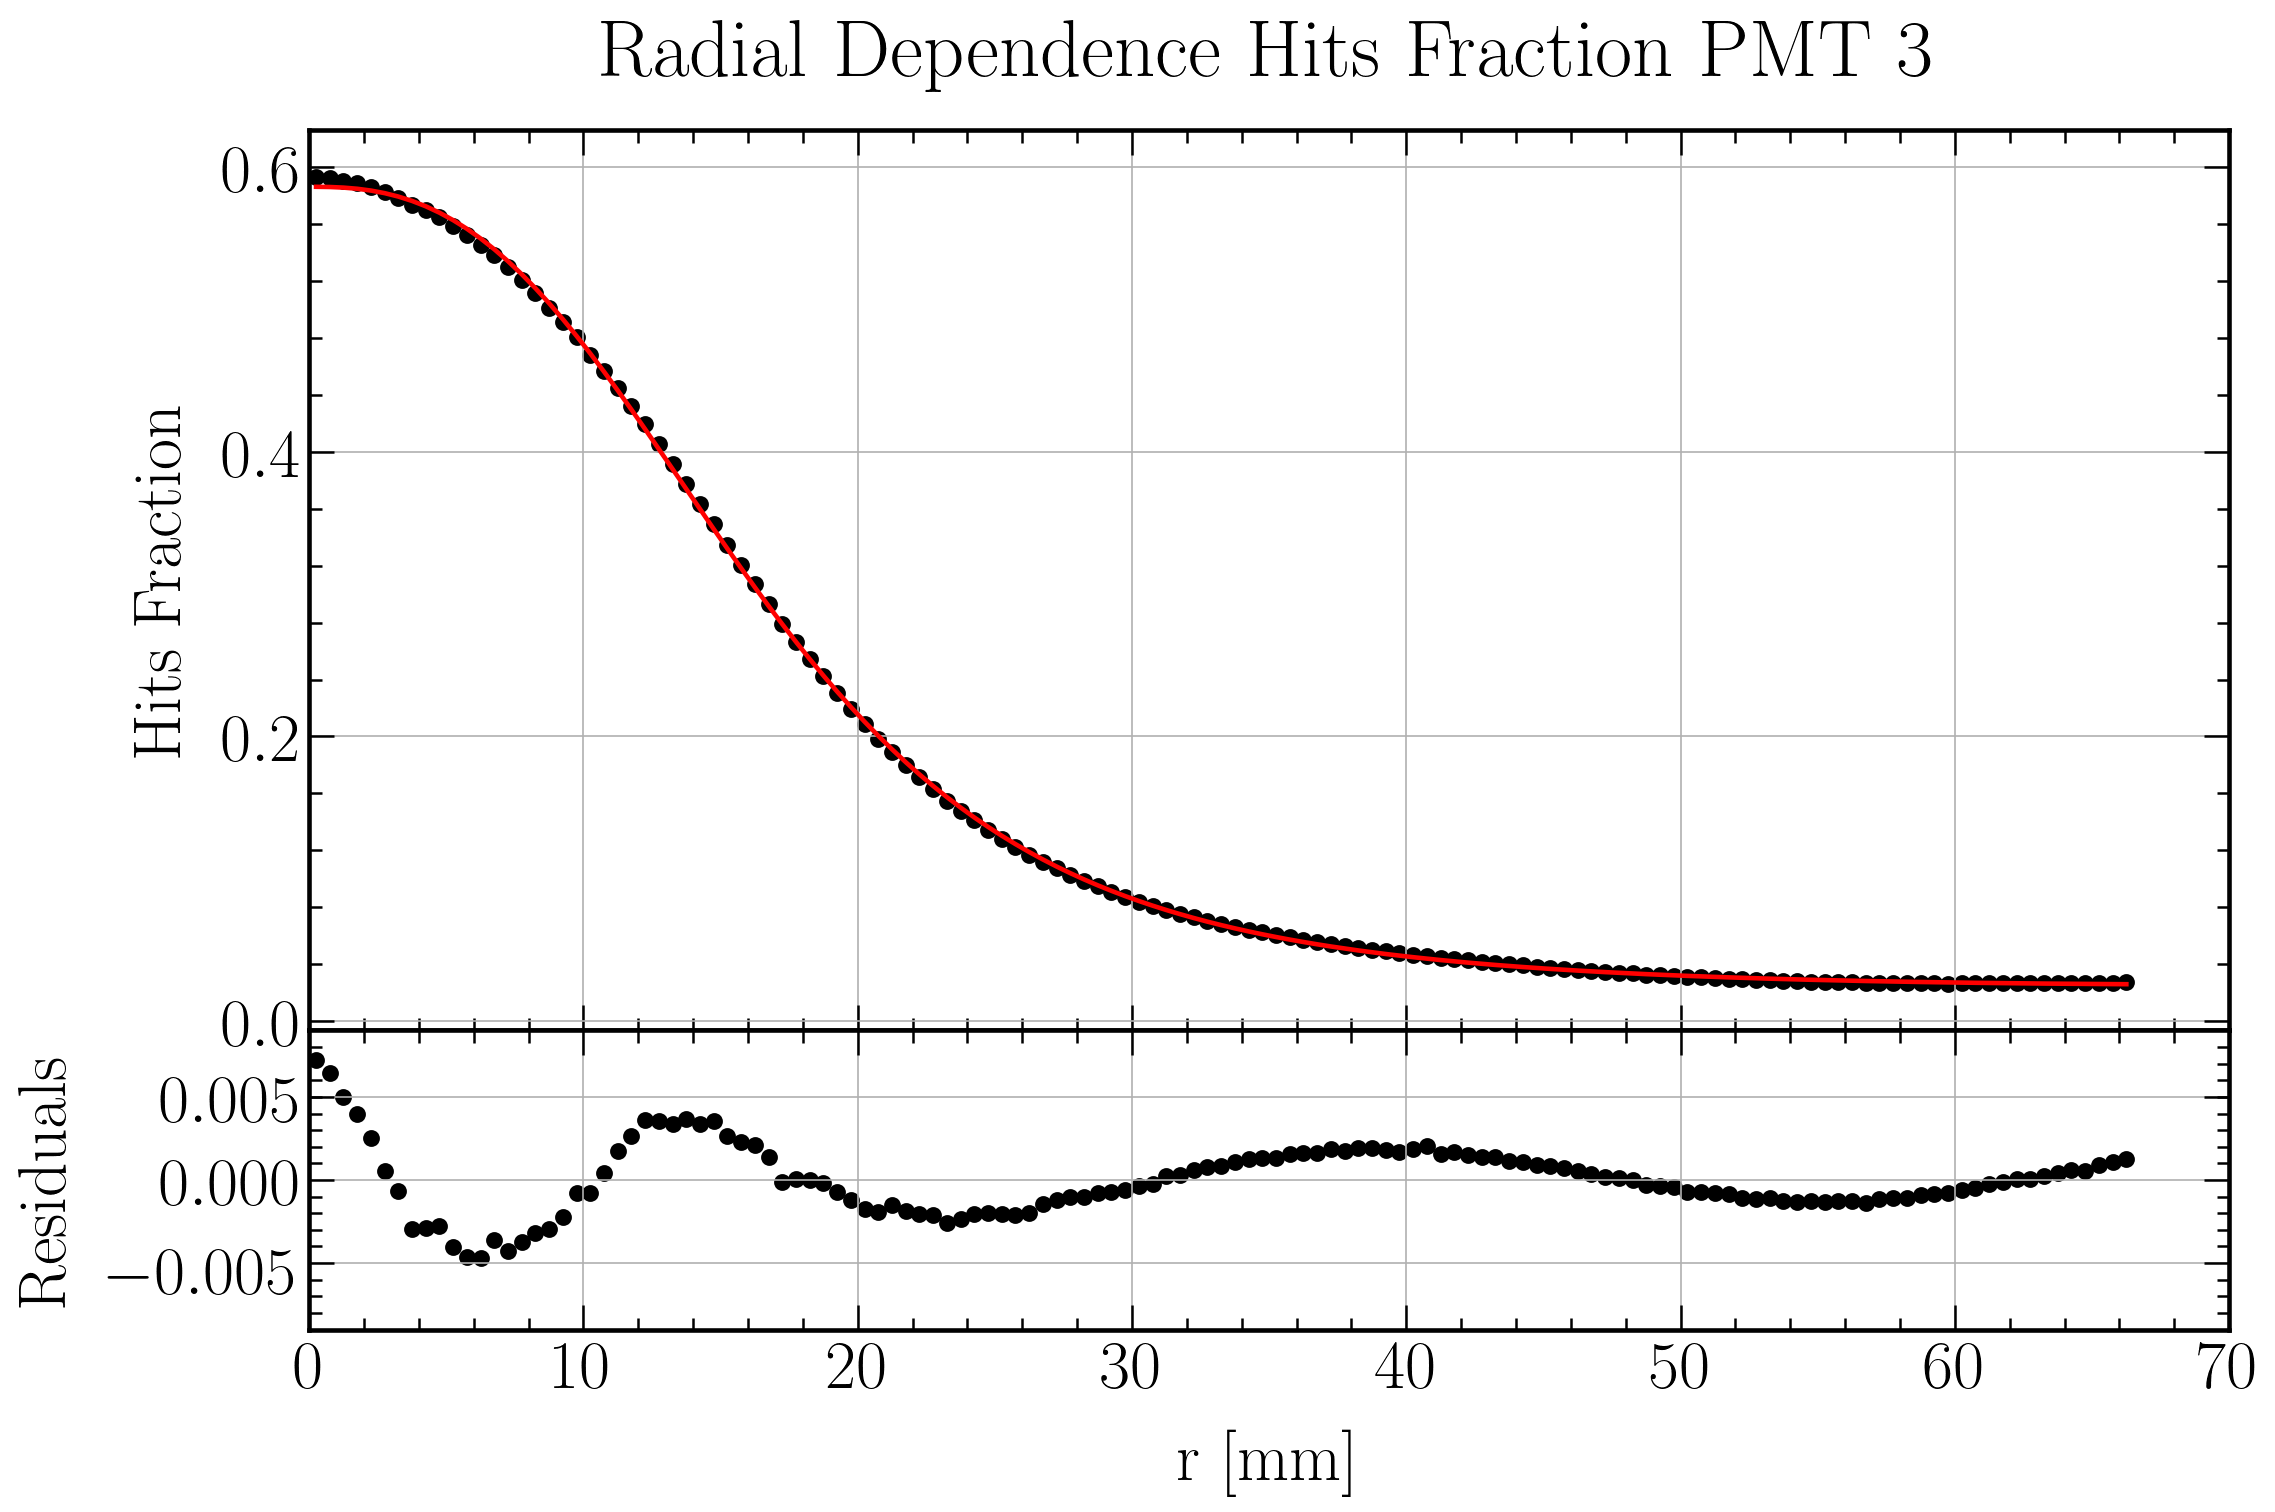 Radial Dependence Hits Fraction PMT 3
Hits Fraction
0.6
0.4
0.2
0.0
Residuals
0.005
0.000
−0.005
0 10 20 30 40 50 60 70
r [mm]